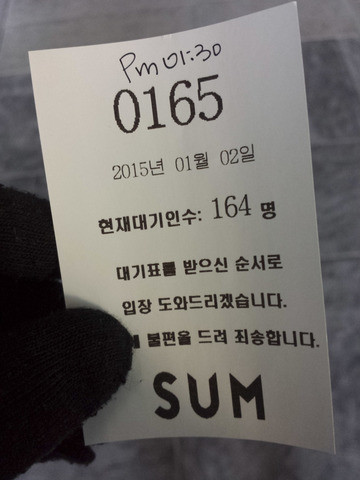 Pm 01:30
0165
2015년 01월 02일
현재대기인수: 164 명
대기표를 받으신 순서로
입장 도와드리겠습니다.
불편을 드려 죄송합니다.
SUM